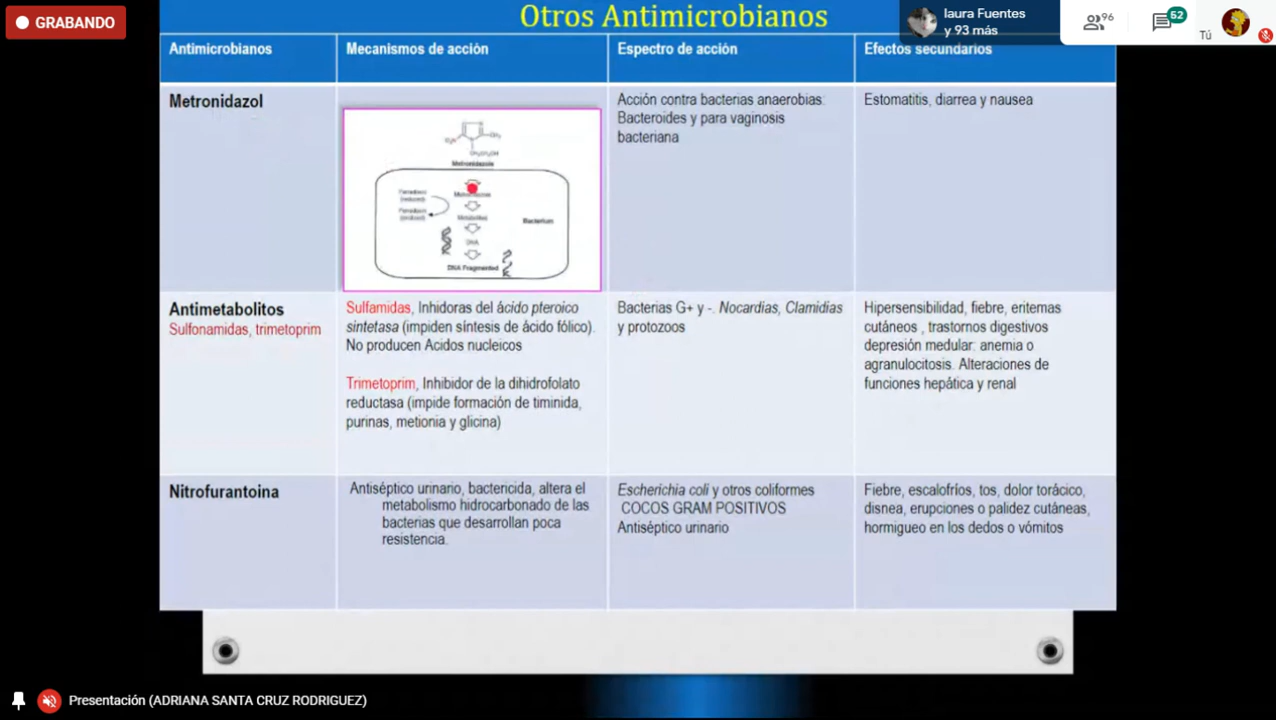 GRABANDO
Otros Antimicrobianos
laura Fuentes
y 93 más
96
52
Tú
Antimicrobianos
Mecanismos de acción
Espectro de acción
Efectos secundarios
Metronidazol
Metronidazole
Bacterium
DNA
DNA Fragmented
Acción contra bacterias anaerobias:
Bacteroides y para vaginosis
bacteriana
Estomatitis, diarrea y nausea
Antimetabolitos
Sulfonamidas, trimetoprim
Sulfamidas, Inhibidoras del ácido pteroico
sintetasa (impiden síntesis de ácido fólico).
No producen Acidos nucleicos
Trimetoprim, Inhibidor de la dihidrofolato
reductasa (impide formación de timinida,
purinas, metionia y glicina)
Bacterias G+ y -. Nocardias, Clamidias
y protozoos
Hipersensibilidad, fiebre, eritemas
cutáneos , trastornos digestivos
depresión medular: anemia o
agranulocitosis. Alteraciones de
funciones hepática y renal
Nitrofurantoina
Antiséptico urinario, bactericida, altera el
metabolismo hidrocarbonado de las
bacterias que desarrollan poca
resistencia.
Escherichia coli y otros coliformes
COCOS GRAM POSITIVOS
Antiséptico urinario
Fiebre, escalofríos, tos, dolor torácico,
disnea, erupciones o palidez cutáneas,
hormigueo en los dedos o vómitos
Presentación (ADRIANA SANTA CRUZ RODRIGUEZ)